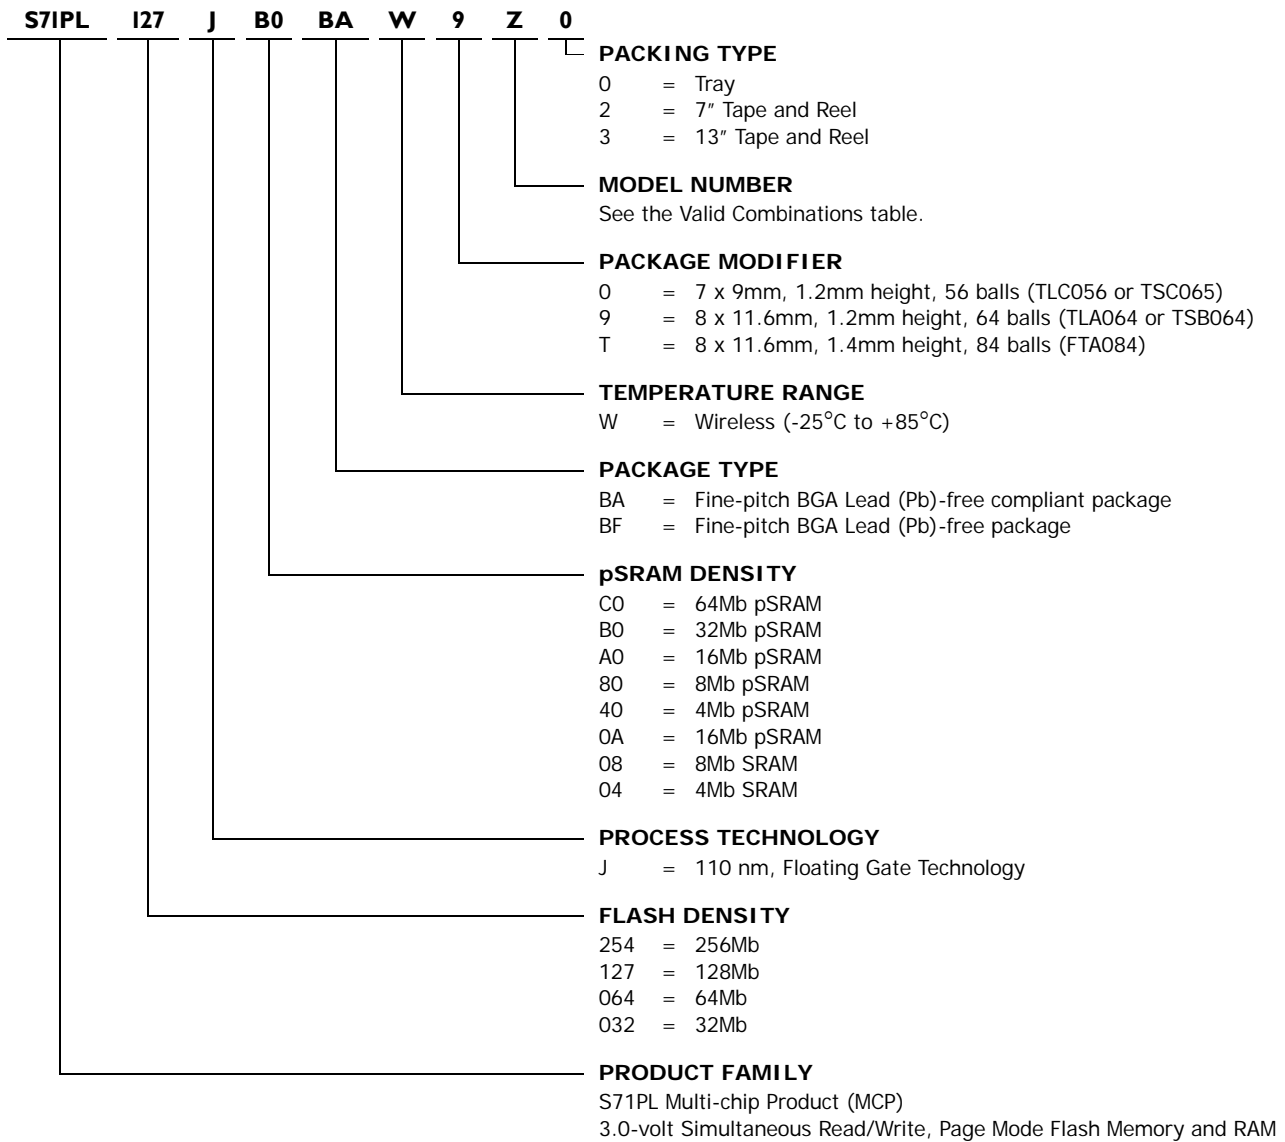 S71PL 127 J B0 BA W 9 Z 0
PACKING TYPE
0 = Tray
2 = 7″ Tape and Reel
3 = 13″ Tape and Reel
MODEL NUMBER
See the Valid Combinations table.
PACKAGE MODIFIER
0 = 7 x 9mm, 1.2mm height, 56 balls (TLC056 or TSC065)
9 = 8 x 11.6mm, 1.2mm height, 64 balls (TLA064 or TSB064)
T = 8 x 11.6mm, 1.4mm height, 84 balls (FTA084)
TEMPERATURE RANGE
W = Wireless (-25°C to +85°C)
PACKAGE TYPE
BA = Fine-pitch BGA Lead (Pb)-free compliant package
BF = Fine-pitch BGA Lead (Pb)-free package
pSRAM DENSITY
C0 = 64Mb pSRAM
B0 = 32Mb pSRAM
A0 = 16Mb pSRAM
80 = 8Mb pSRAM
40 = 4Mb pSRAM
0A = 16Mb pSRAM
08 = 8Mb SRAM
04 = 4Mb SRAM
PROCESS TECHNOLOGY
J = 110 nm, Floating Gate Technology
FLASH DENSITY
254 = 256Mb
127 = 128Mb
064 = 64Mb
032 = 32Mb
PRODUCT FAMILY
S71PL Multi-chip Product (MCP)
3.0-volt Simultaneous Read/Write, Page Mode Flash Memory and RAM